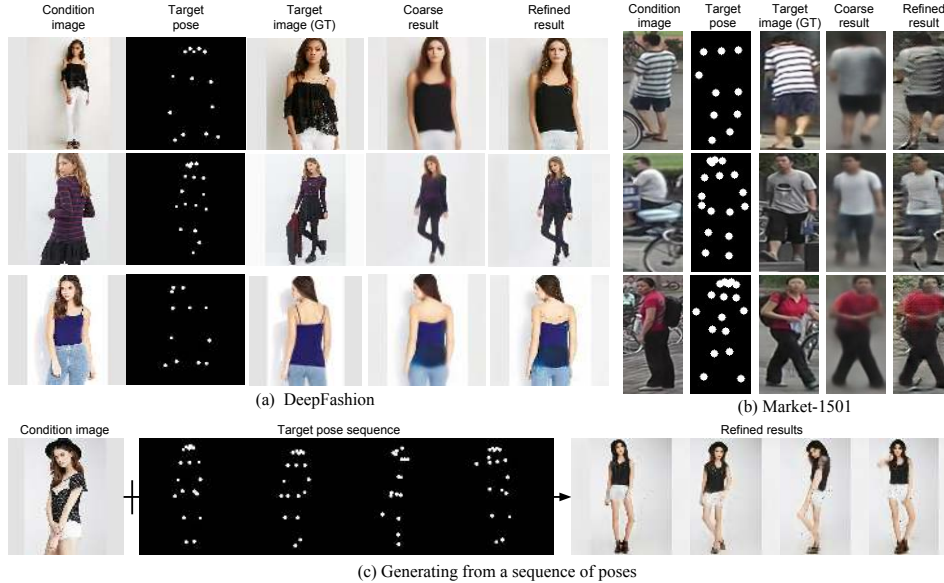 Condition image
Target pose
Target image (GT)
Coarse result
Refined result
Condition image
Target pose
Target image (GT)
Coarse result
Refined result
(a) DeepFashion
(b) Market-1501
Condition image
Target pose sequence
Refined results
(c) Generating from a sequence of poses